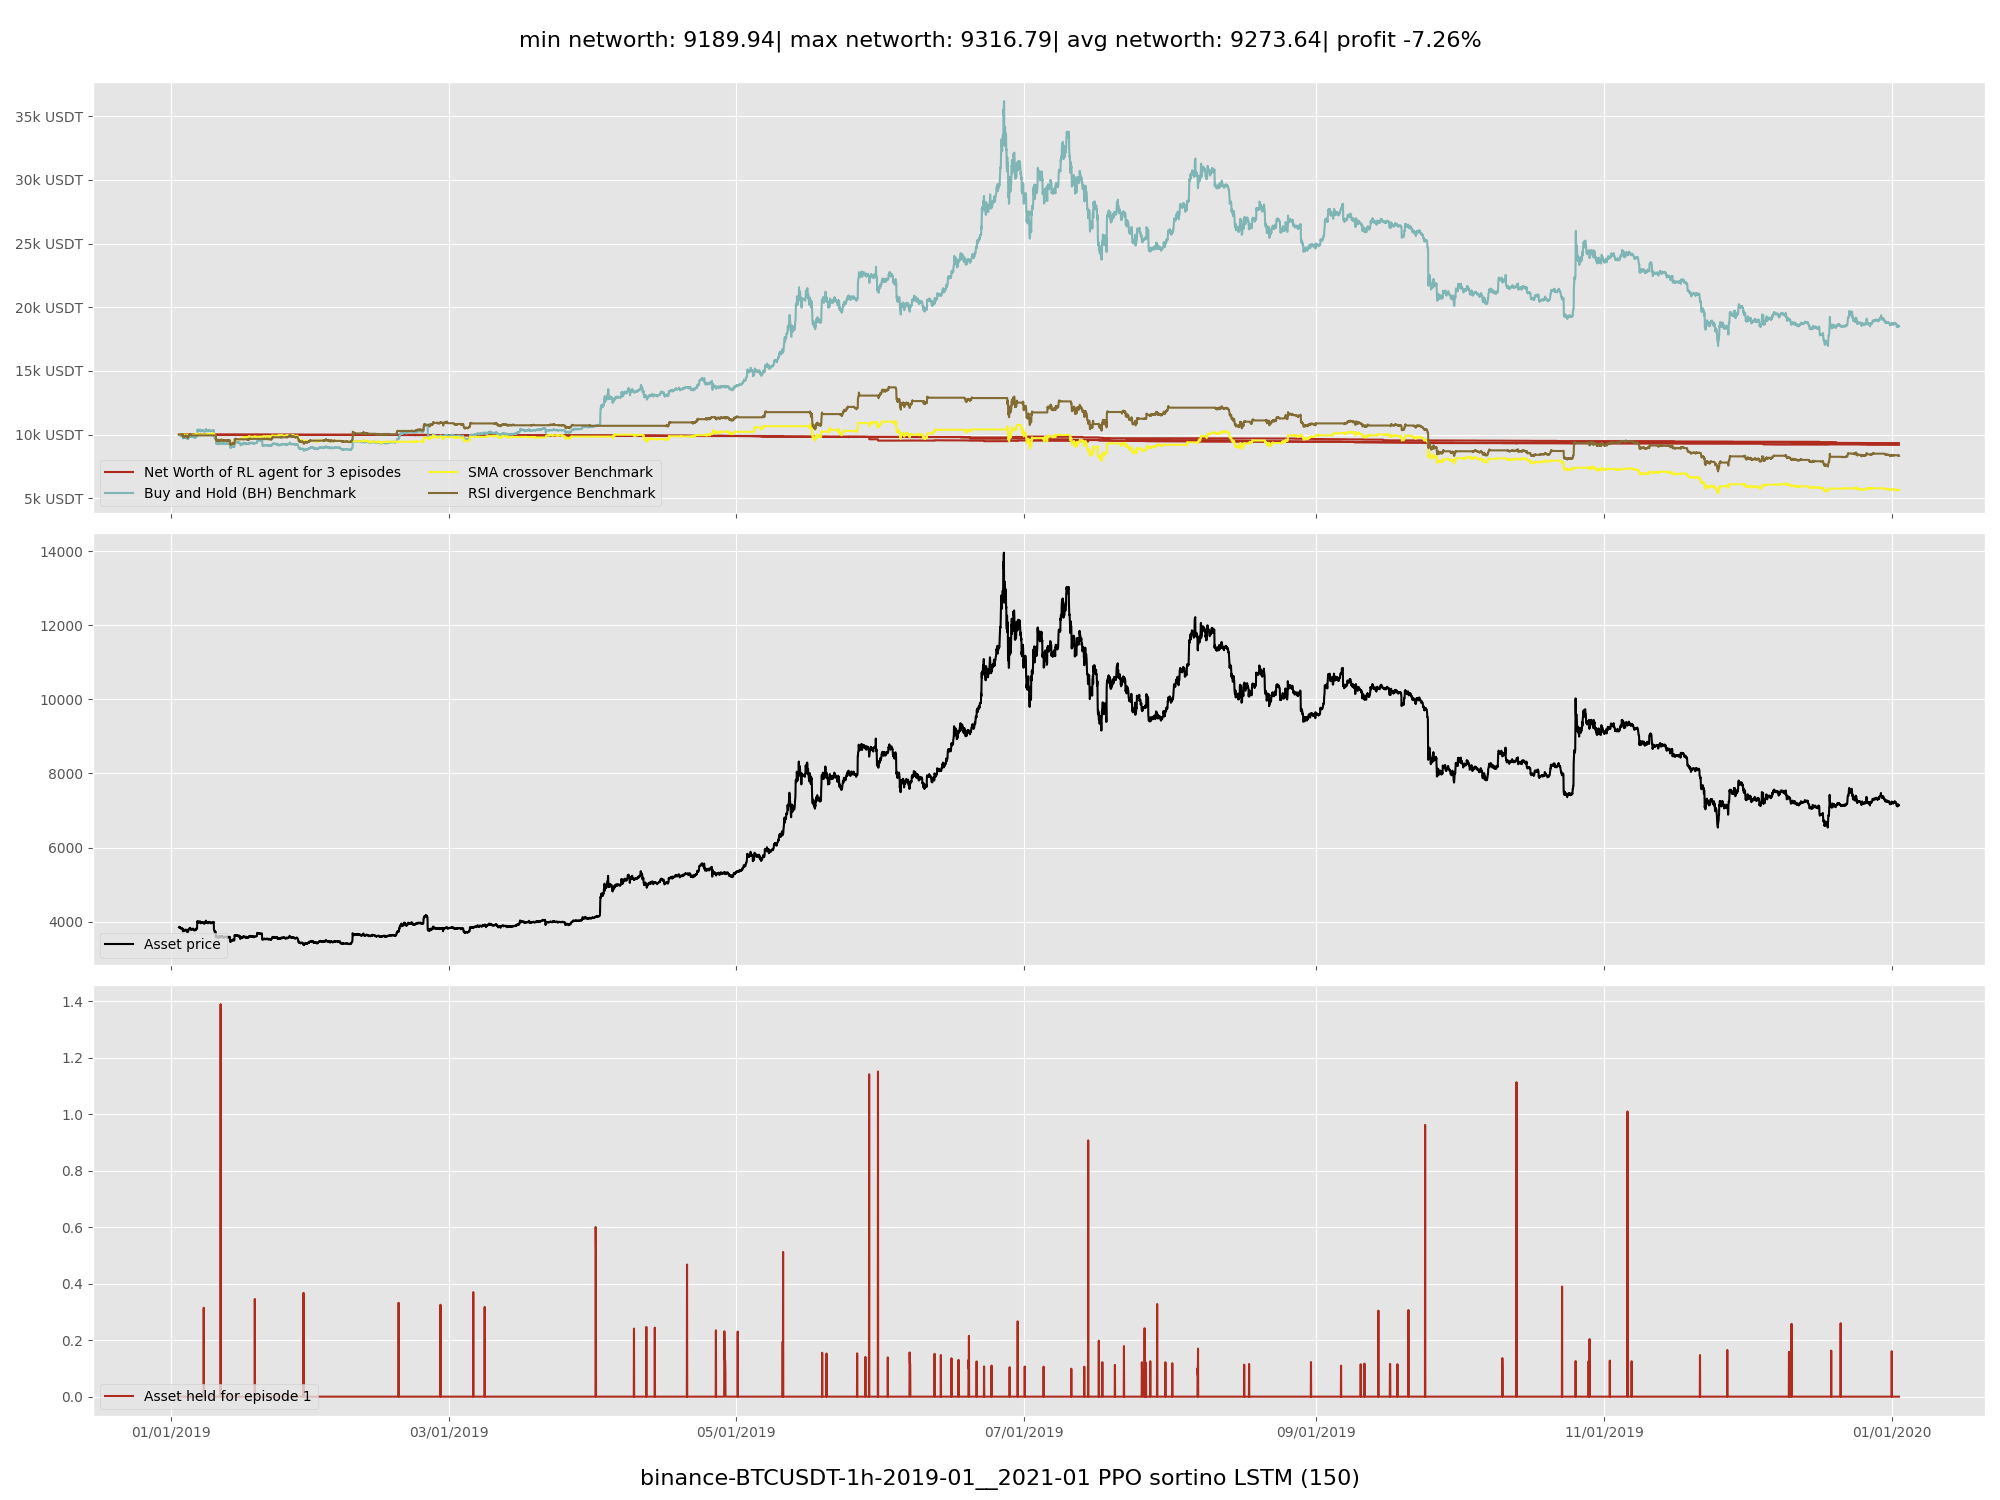 min networth: 9189.94| max networth: 9316.79| avg networth: 9273.64| profit -7.26%
35k USDT
30k USDT
25k USDT
20k USDT
15k USDT
10k USDT
5k USDT
Net Worth of RL agent for 3 episodes
Buy and Hold (BH) Benchmark
SMA crossover Benchmark
RSI divergence Benchmark
14000
12000
10000
8000
6000
4000
Asset price
1.4
1.2
1.0
0.8
0.6
0.4
0.2
0.0
Asset held for episode 1
01/01/2019
03/01/2019
05/01/2019
07/01/2019
09/01/2019
11/01/2019
01/01/2020
binance-BTCUSDT-1h-2019-01__2021-01 PPO sortino LSTM (150)